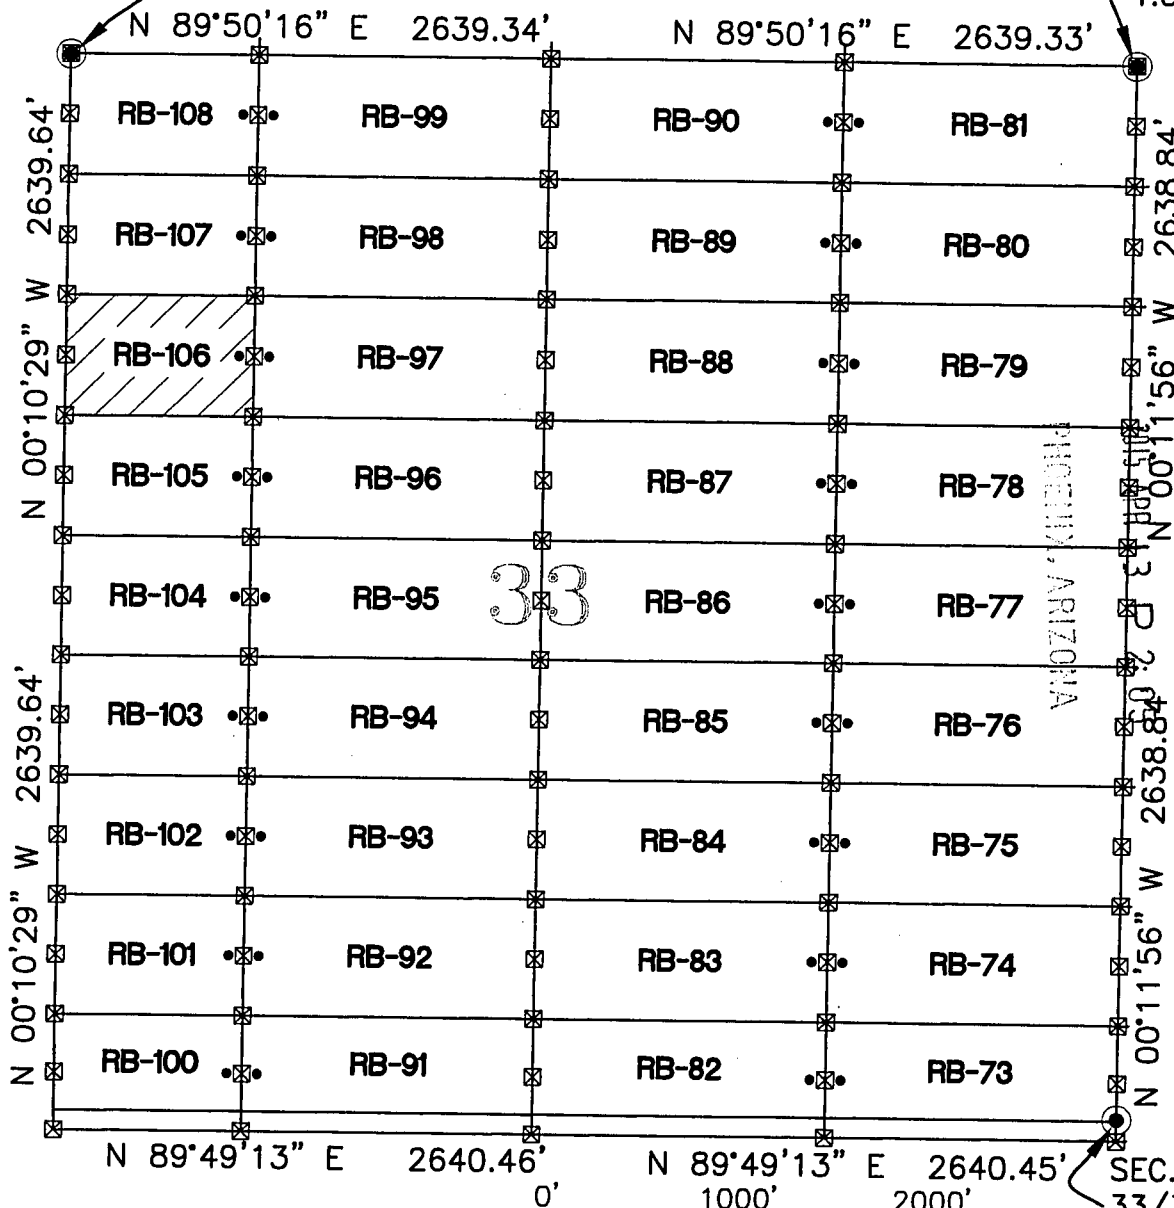 N 89°50'16" E 2639.34' N 89°50'16" E 2639.33'
RB-108 RB-99 RB-90 RB-81
RB-107 RB-98 RB-89 RB-80
RB-106 RB-97 RB-88 RB-79
RB-105 RB-96 RB-87 RB-78
RB-104 RB-95 RB-86 RB-77
33
RB-103 RB-94 RB-85 RB-76
RB-102 RB-93 RB-84 RB-75
RB-101 RB-92 RB-83 RB-74
RB-100 RB-91 RB-82 RB-73
N 00°10'29" W 2639.64'
N 00°10'29" W 2639.64'
N 00°11'56" W 2638.84'
N 00°11'56" W 2638.84'
PHOENIX, ARIZONA
N 89°49'13" E 2640.46' N 89°49'13" E 2640.45'
SEC.
0' 1000' 2000'